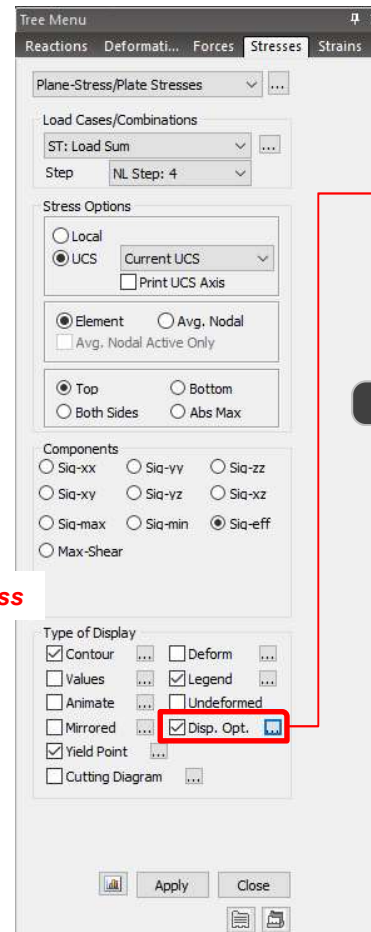 Tree Menu
Reactions Deformati... Forces Stresses Strains
Plane-Stress/Plate Stresses ...
Load Cases/Combinations
ST: Load Sum ...
Step NL Step: 4
Stress Options
Local
UCS Current UCS
Print UCS Axis
Element Avg. Nodal
Avg. Nodal Active Only
Top Bottom
Both Sides Abs Max
Components
Sig-xx Sig-yy Sig-zz
Sig-xy Sig-yz Sig-xz
Sig-max Sig-min Sig-eff
Max-Shear
ss
Type of Display
Contour ... Deform ...
Values ... Legend ...
Animate ... Undeformed
Mirrored ... Disp. Opt. ...
Yield Point ...
Cutting Diagram ...
Apply Close